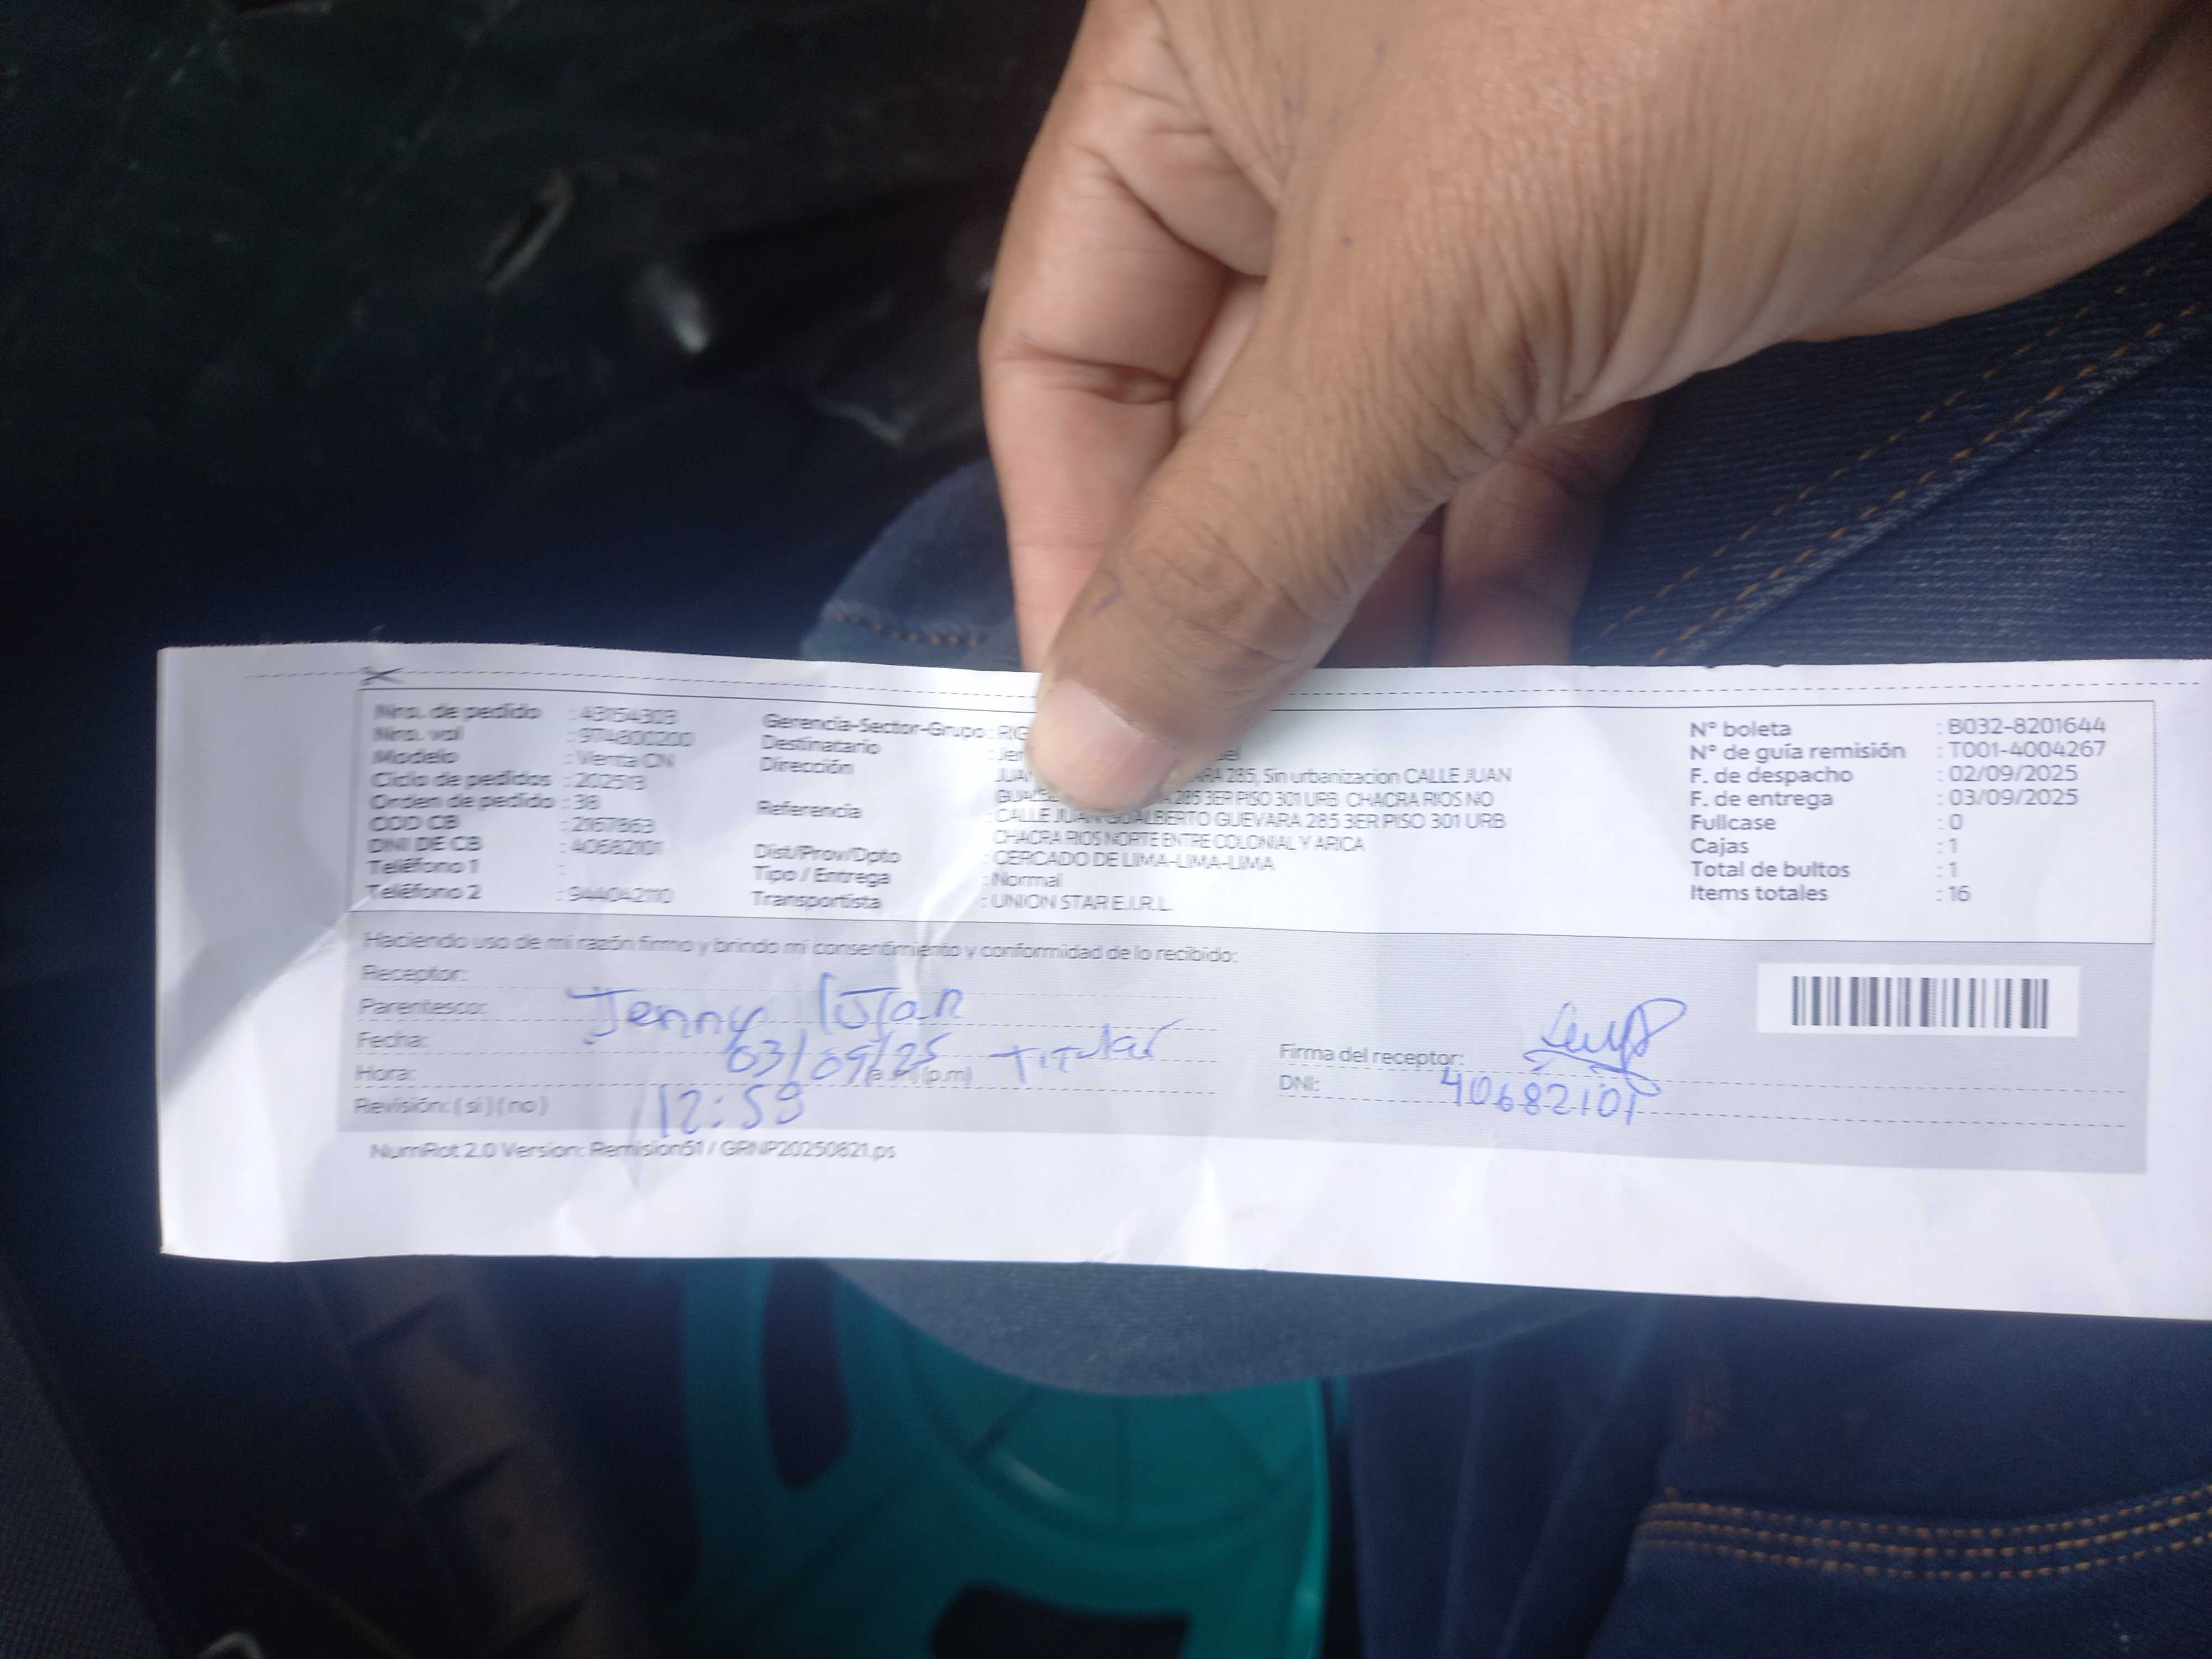 Nro. de pedido : 43154303
Nro. val : 974800200
Modelo : Venta CN
Ciclo de pedidos : 202513
Orden de pedido : 38
COD CB : 2167863
DNI DE CB : 40682101
Teléfono 1 :
Teléfono 2 : 944042110
Gerencia-Sector-Grupo :
Destinatario :
Dirección : 285, Sin urbanizacion CALLE JUAN
285 3ER PISO 301 URB CHACRA RIOS NO
Referencia : CALLE JUAN GUALBERTO GUEVARA 285 3ER PISO 301 URB
CHACRA RIOS NORTE ENTRE COLONIAL Y ARICA
Dist/Prov/Dpto : CERCADO DE LIMA-LIMA-LIMA
Tipo / Entrega : Normal
Transportista : UNION STAR E.I.R.L.
N° boleta : B032-8201644
N° de guía remisión : T001-4004267
F. de despacho : 02/09/2025
F. de entrega : 03/09/2025
Fullcase : 0
Cajas : 1
Total de bultos : 1
Items totales : 16
Haciendo uso de mi razón firmo y brindo mi consentimiento y conformidad de lo recibido:
Receptor:
Parentesco: Jenny
Fecha: 03/09/25 Titular
Hora: (a.m) (p.m)
Revisión: ( si ) ( no ) 12:59
Firma del receptor:
DNI: 40682101
NumRot 2.0 Version: Remision61 / GRNP20250821.ps